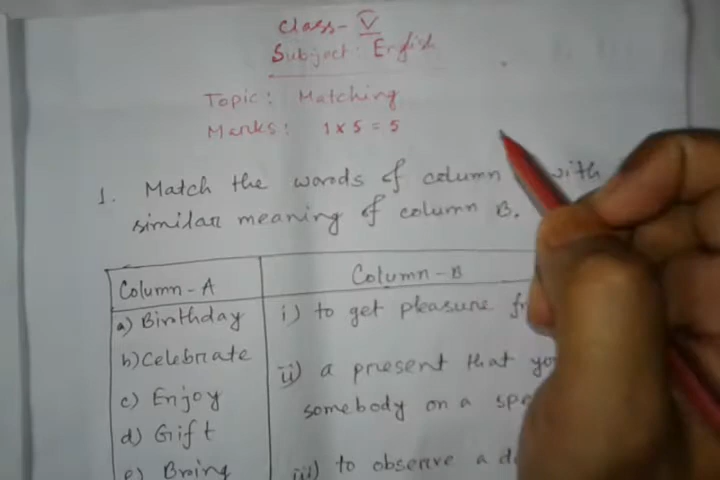 Class- V
Subject: English
Topic: Matching
Marks: 1 x 5 = 5
1. Match the words of column with
similar meaning of column B.
Column-A Column-B
a) Birthday i) to get pleasure
b) Celebrate ii) a present that
c) Enjoy somebody on a
d) Gift
e) Bring iii) to observe a